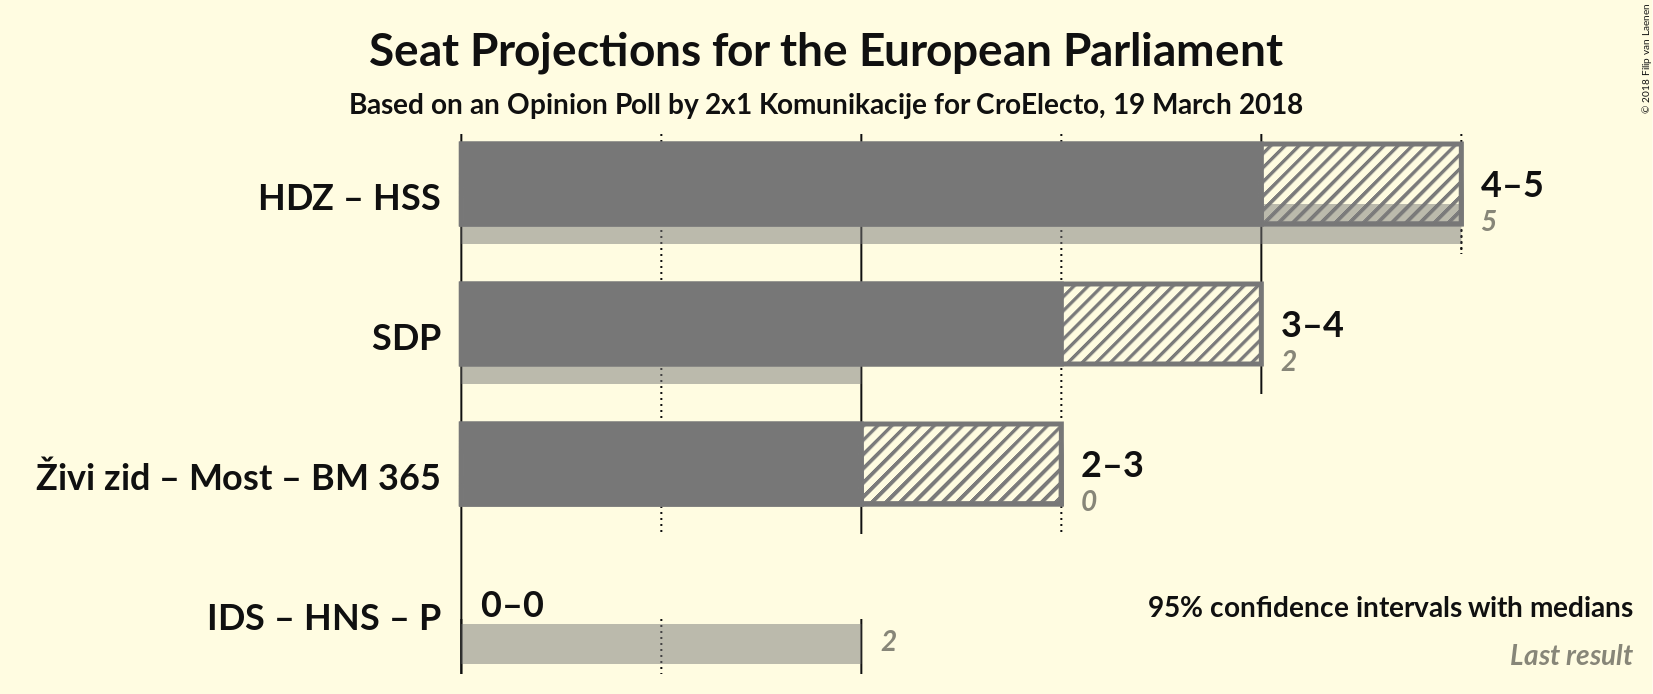 Seat Projections for the European Parliament
Based on an Opinion Poll by 2x1 Komunikacije for CroElecto, 19 March 2018
© 2018 Filip van Laenen
HDZ – HSS
4–5
5
SDP
3–4
2
Živi zid – Most – BM 365
2–3
0
IDS – HNS – P
0–0
2
95% confidence intervals with medians
Last result